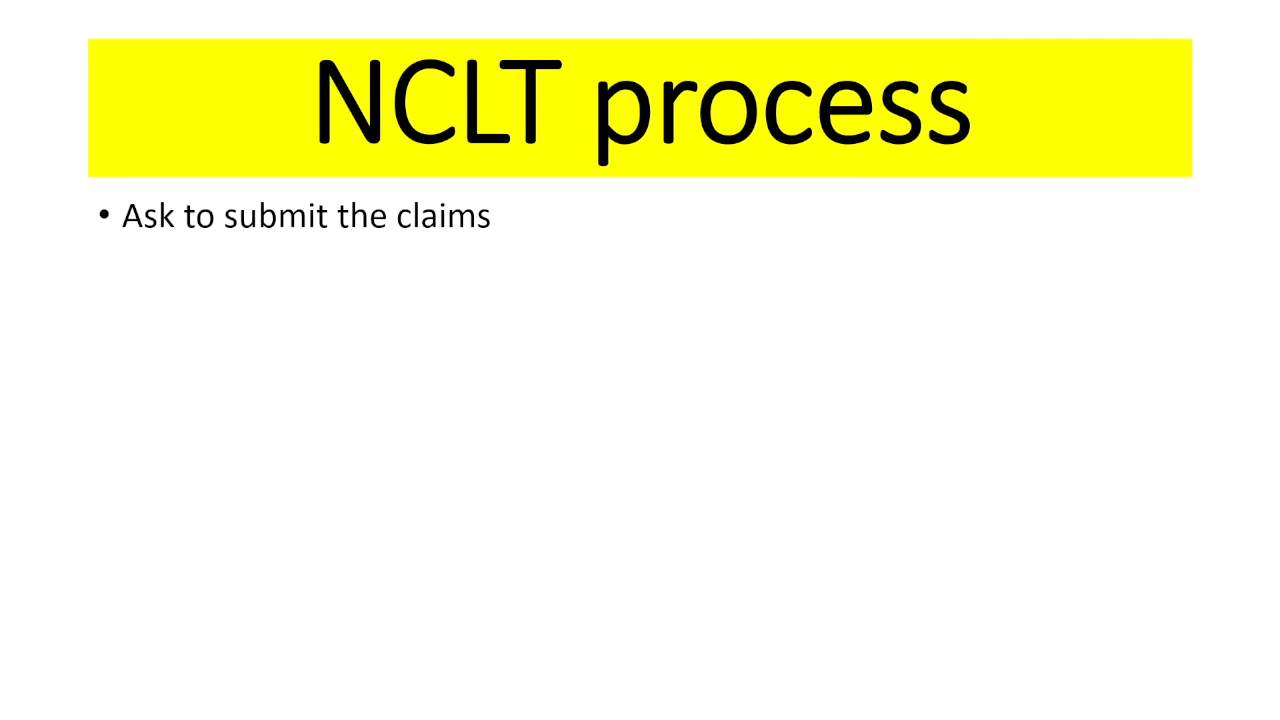 NCLT process
• Ask to submit the claims